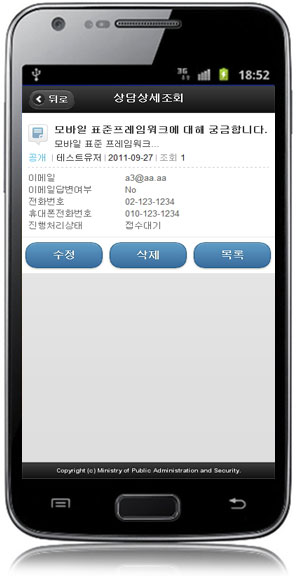 3G 18:52
뒤로 상담상세조회
모바일 표준프레임워크에 대해 궁금합니다.
모바일 표준 프레임워크...
공개 | 테스트유저 | 2011-09-27 | 조회 1
이메일 a3@aa.aa
이메일답변여부 No
전화번호 02-123-1234
휴대폰전화번호 010-123-1234
진행처리상태 접수대기
수정 삭제 목록
Copyright (c) Ministry of Public Administration and Security.